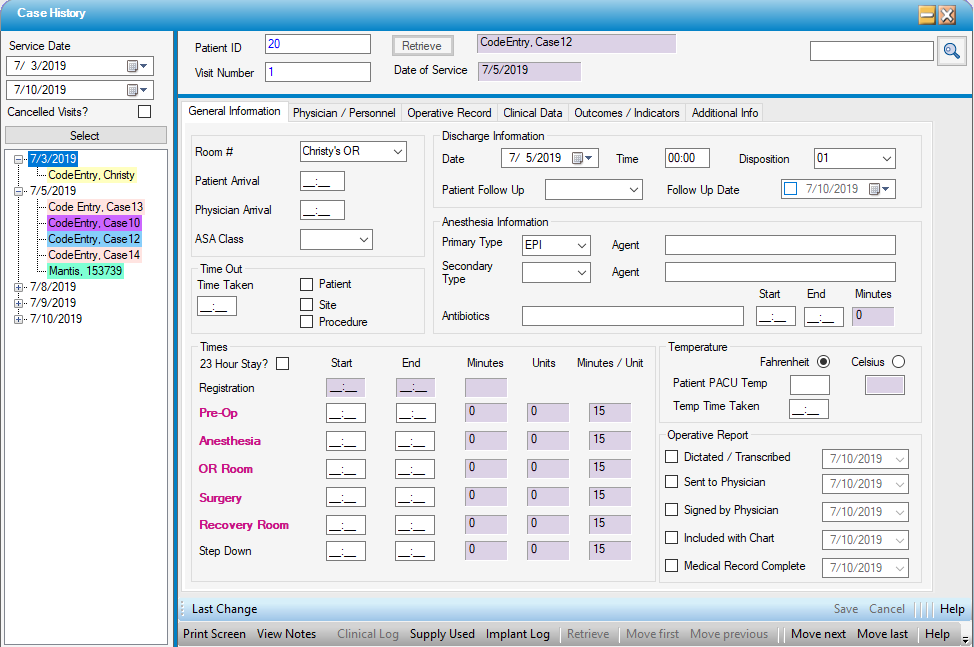 Case History
Service Date
7/ 3/2019
7/10/2019
Cancelled Visits?
Select
7/3/2019
CodeEntry, Christy
7/5/2019
Code Entry, Case13
CodeEntry, Case10
CodeEntry, Case12
CodeEntry, Case14
Mantis, 153739
7/8/2019
7/9/2019
7/10/2019
Patient ID 20 Retrieve CodeEntry, Case12
Visit Number 1 Date of Service 7/5/2019
General Information Physician / Personnel Operative Record Clinical Data Outcomes / Indicators Additional Info
Room # Christy's OR
Patient Arrival __:__
Physician Arrival __:__
ASA Class
Time Out
Time Taken
__:__
Patient
Site
Procedure
Discharge Information
Date 7/ 5/2019 Time 00:00 Disposition 01
Patient Follow Up Follow Up Date 7/10/2019
Anesthesia Information
Primary Type EPI Agent
Secondary Type Agent
Start End Minutes
Antibiotics __:__ __:__ 0
Times
23 Hour Stay? Start End Minutes Units Minutes / Unit
Registration __:__ __:__
Pre-Op __:__ __:__ 0 0 15
Anesthesia __:__ __:__ 0 0 15
OR Room __:__ __:__ 0 0 15
Surgery __:__ __:__ 0 0 15
Recovery Room __:__ __:__ 0 0 15
Step Down __:__ __:__ 0 0 15
Temperature
Fahrenheit Celsius
Patient PACU Temp
Temp Time Taken __:__
Operative Report
Dictated / Transcribed 7/10/2019
Sent to Physician 7/10/2019
Signed by Physician 7/10/2019
Included with Chart 7/10/2019
Medical Record Complete 7/10/2019
Last Change Save Cancel Help
Print Screen View Notes Clinical Log Supply Used Implant Log Retrieve Move first Move previous Move next Move last Help